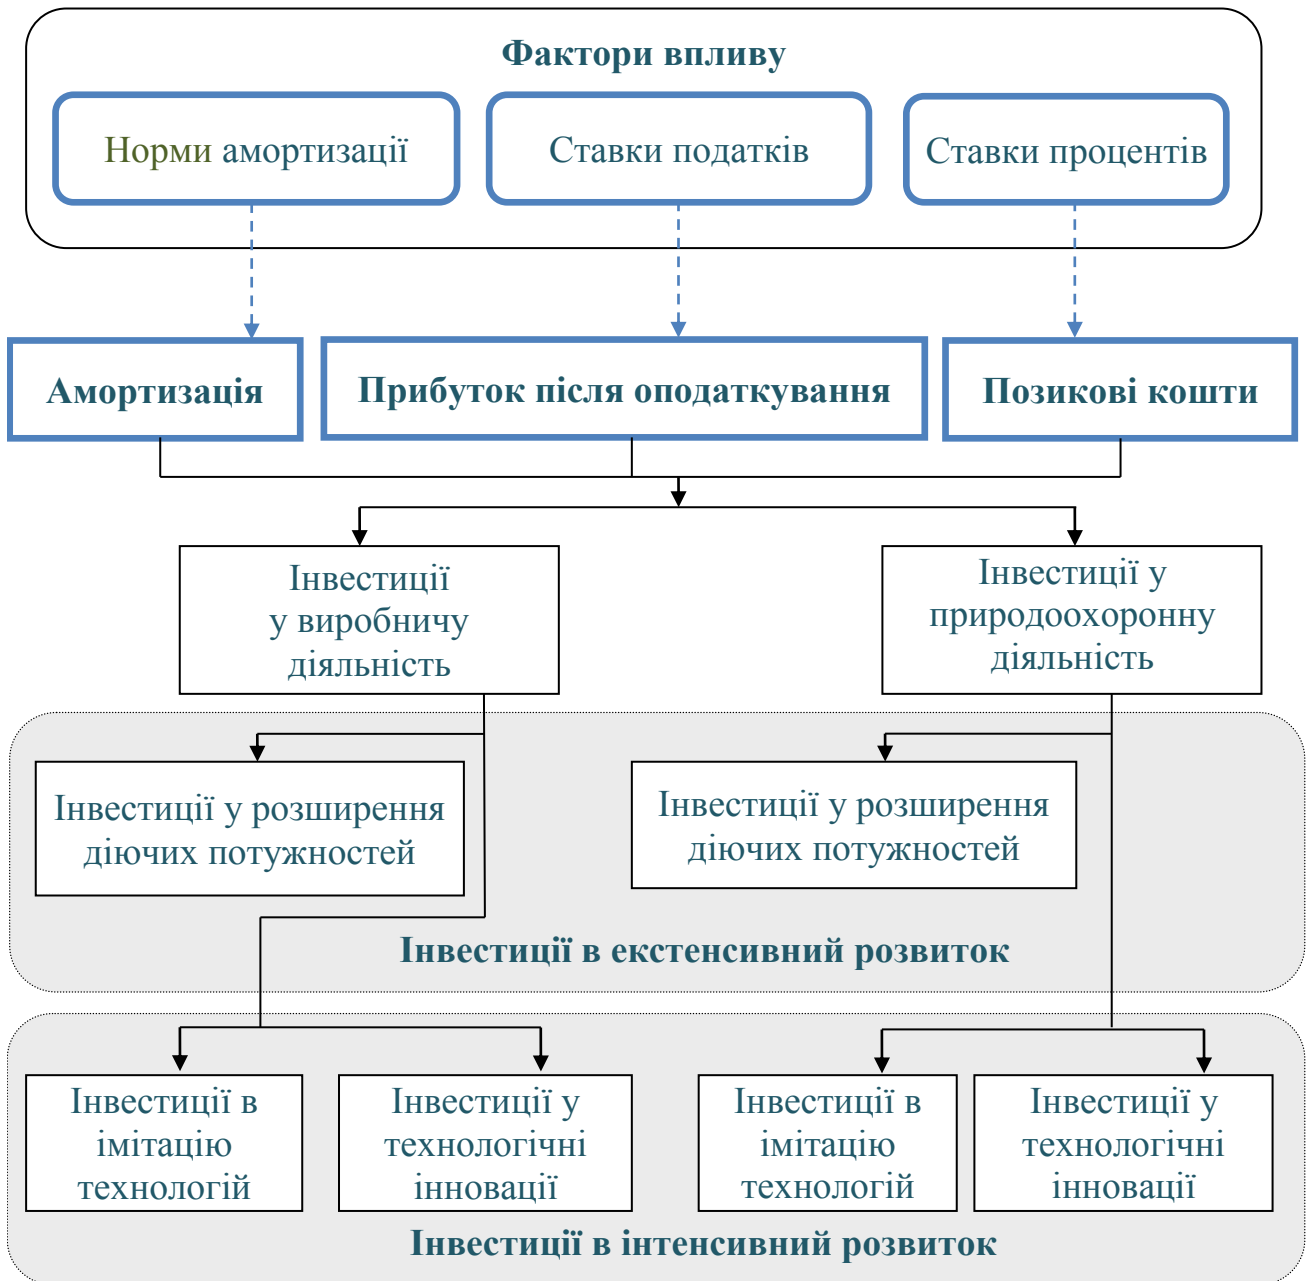 Фактори впливу
Норми амортизації
Ставки податків
Ставки процентів
Амортизація
Прибуток після оподаткування
Позикові кошти
Інвестиції
у виробничу
діяльність
Інвестиції у
природоохоронну
діяльність
Інвестиції у розширення
діючих потужностей
Інвестиції у розширення
діючих потужностей
Інвестиції в екстенсивний розвиток
Інвестиції в
імітацію
технологій
Інвестиції у
технологічні
інновації
Інвестиції в
імітацію
технологій
Інвестиції у
технологічні
інновації
Інвестиції в інтенсивний розвиток